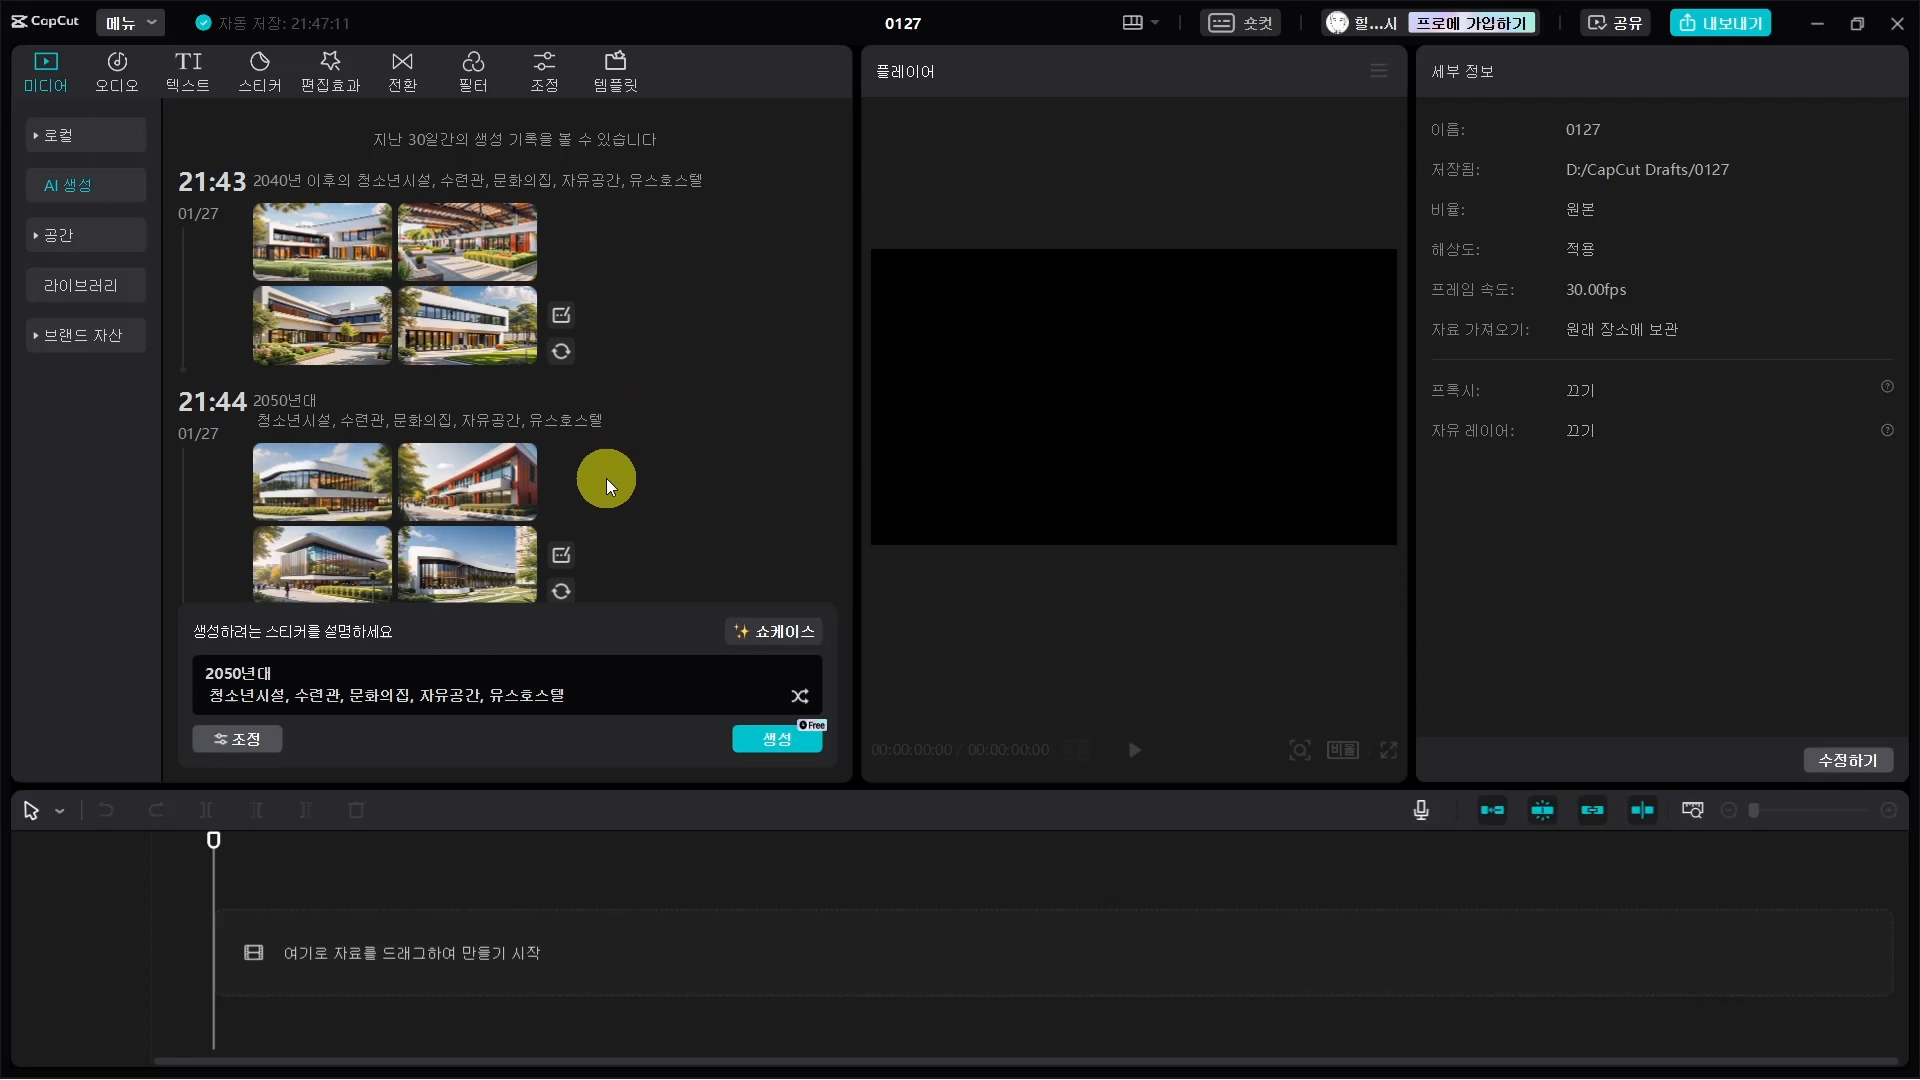 CapCut
메뉴
자동 저장: 21:47:11
0127
숏컷
힐...시
프로에 가입하기
공유
내보내기
미디어
오디오
텍스트
스티커
편집효과
전환
필터
조정
템플릿
로컬
AI 생성
공간
라이브러리
브랜드 자산
지난 30일간의 생성 기록을 볼 수 있습니다
21:43 2040년 이후의 청소년시설, 수련관, 문화의집, 자유공간, 유스호스텔
01/27
21:44 2050년대
청소년시설, 수련관, 문화의집, 자유공간, 유스호스텔
01/27
생성하려는 스티커를 설명하세요
쇼케이스
2050년대
청소년시설, 수련관, 문화의집, 자유공간, 유스호스텔
조정
Free
생성
플레이어
00:00:00:00 / 00:00:00:00
비율
세부 정보
이름: 0127
저장됨: D:/CapCut Drafts/0127
비율: 원본
해상도: 적용
프레임 속도: 30.00fps
자료 가져오기: 원래 장소에 보관
프록시: 끄기
자유 레이어: 끄기
수정하기
여기로 자료를 드래그하여 만들기 시작